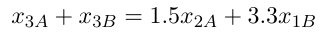 x_{3A} + x_{3B} = 1.5x_{2A} + 3.3x_{1B}